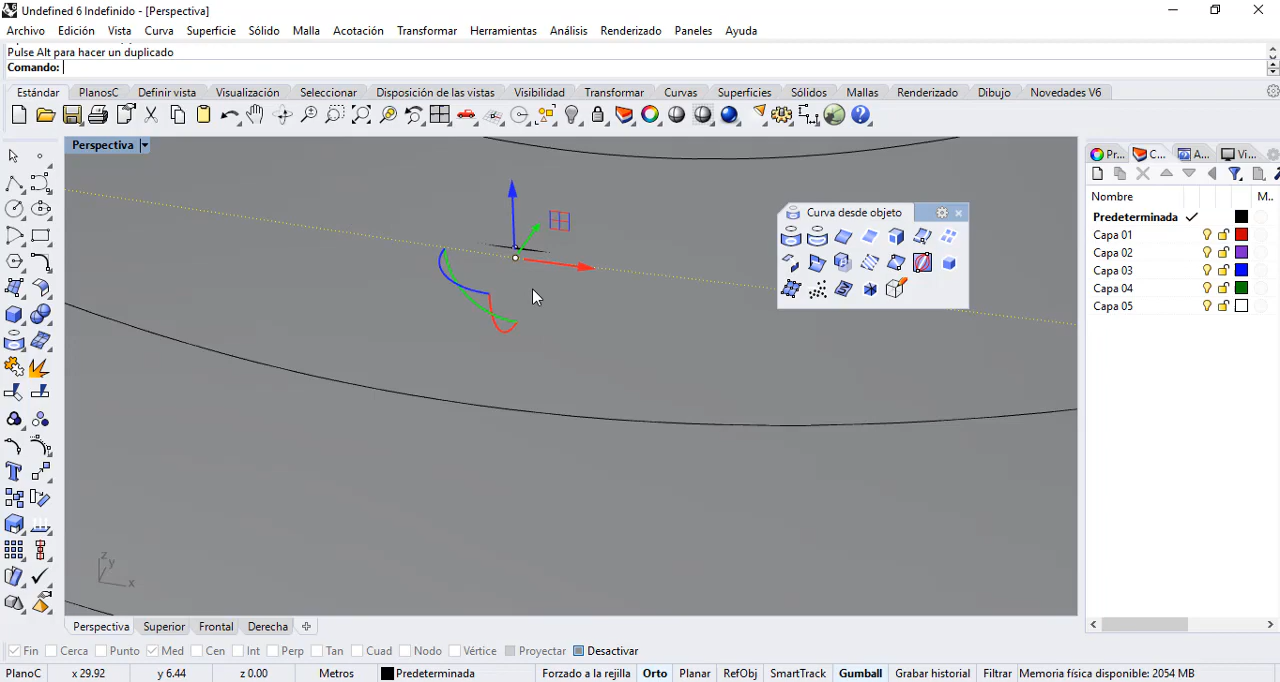 Undefined 6 Indefinido - [Perspectiva]
Archivo Edición Vista Curva Superficie Sólido Malla Acotación Transformar Herramientas Análisis Renderizado Paneles Ayuda
Pulse Alt para hacer un duplicado
Comando:
Estándar PlanosC Definir vista Visualización Seleccionar Disposición de las vistas Visibilidad Transformar Curvas Superficies Sólidos Mallas Renderizado Dibujo Novedades V6
Perspectiva
Pr... C... A... Vi...
Nombre M..
Predeterminada
Capa 01
Capa 02
Capa 03
Capa 04
Capa 05
Curva desde objeto
z
y
x
Perspectiva Superior Frontal Derecha
Fin Cerca Punto Med Cen Int Perp Tan Cuad Nodo Vértice Proyectar Desactivar
PlanoC x 29.92 y 6.44 z 0.00 Metros Predeterminada Forzado a la rejilla Orto Planar RefObj SmartTrack Gumball Grabar historial Filtrar Memoria física disponible: 2054 MB